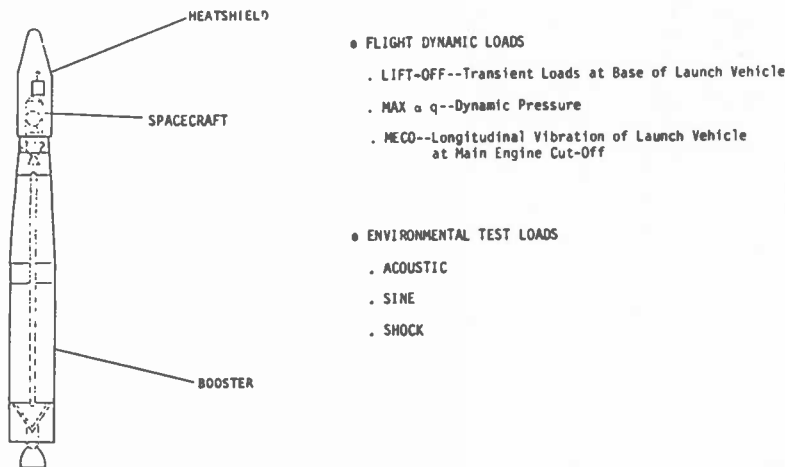 HEATSHIELD
SPACECRAFT
BOOSTER
• FLIGHT DYNAMIC LOADS
. LIFT-OFF--Transient Loads at Base of Launch Vehicle
. MAX α q--Dynamic Pressure
. MECO--Longitudinal Vibration of Launch Vehicle
at Main Engine Cut-Off
• ENVIRONMENTAL TEST LOADS
. ACOUSTIC
. SINE
. SHOCK